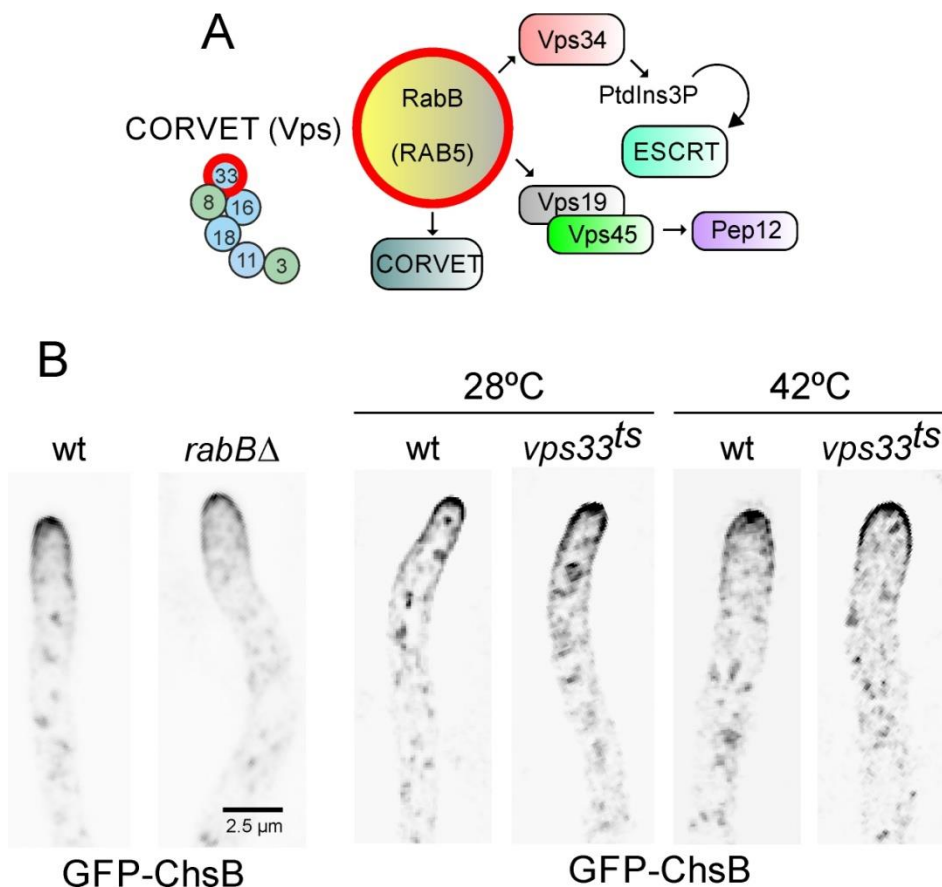 A
CORVET (Vps)
33
8
16
18
11
3
RabB
(RAB5)
CORVET
Vps34
PtdIns3P
ESCRT
Vps19
Vps45
Pep12
B
28ºC
42ºC
wt
rabBΔ
wt
vps33ts
wt
vps33ts
2.5 µm
GFP-ChsB
GFP-ChsB